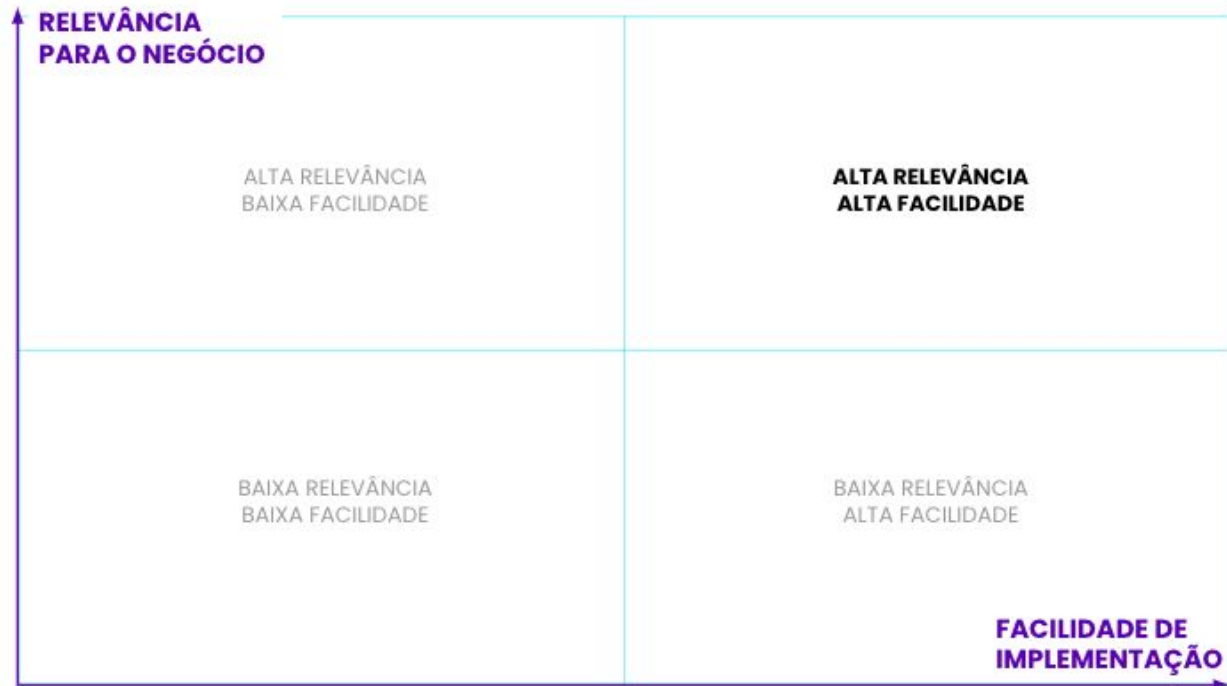 RELEVÂNCIA
PARA O NEGÓCIO
ALTA RELEVÂNCIA
BAIXA FACILIDADE
ALTA RELEVÂNCIA
ALTA FACILIDADE
BAIXA RELEVÂNCIA
BAIXA FACILIDADE
BAIXA RELEVÂNCIA
ALTA FACILIDADE
FACILIDADE DE
IMPLEMENTAÇÃO